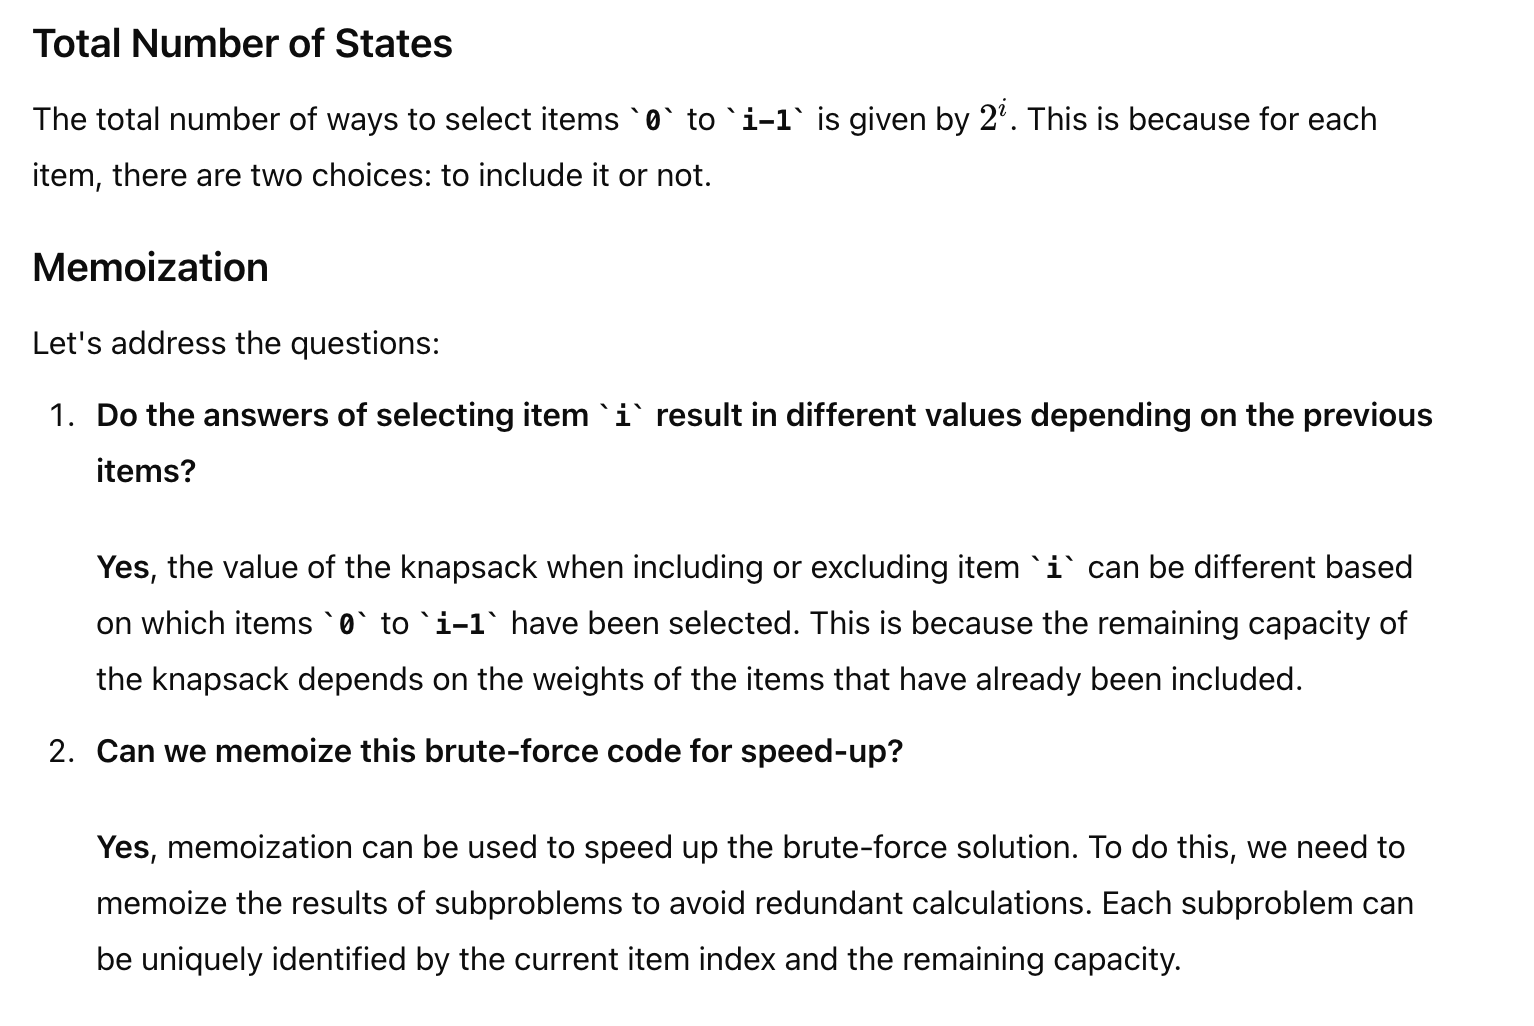 Total Number of States
The total number of ways to select items `0` to `i-1` is given by 2^i. This is because for each
item, there are two choices: to include it or not.
Memoization
Let's address the questions:
1. Do the answers of selecting item `i` result in different values depending on the previous
items?
Yes, the value of the knapsack when including or excluding item `i` can be different based
on which items `0` to `i-1` have been selected. This is because the remaining capacity of
the knapsack depends on the weights of the items that have already been included.
2. Can we memoize this brute-force code for speed-up?
Yes, memoization can be used to speed up the brute-force solution. To do this, we need to
memoize the results of subproblems to avoid redundant calculations. Each subproblem can
be uniquely identified by the current item index and the remaining capacity.